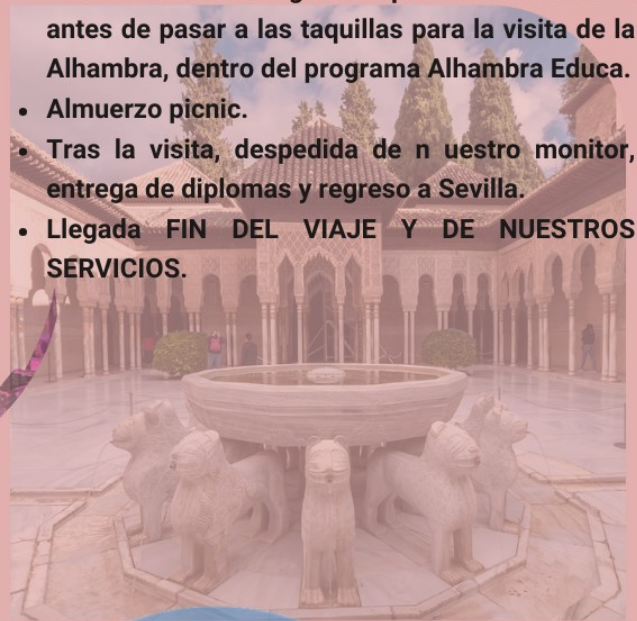 antes de pasar a las taquillas para la visita de la
Alhambra, dentro del programa Alhambra Educa.
• Almuerzo picnic.
• Tras la visita, despedida de n uestro monitor,
entrega de diplomas y regreso a Sevilla.
• Llegada FIN DEL VIAJE Y DE NUESTROS
SERVICIOS.